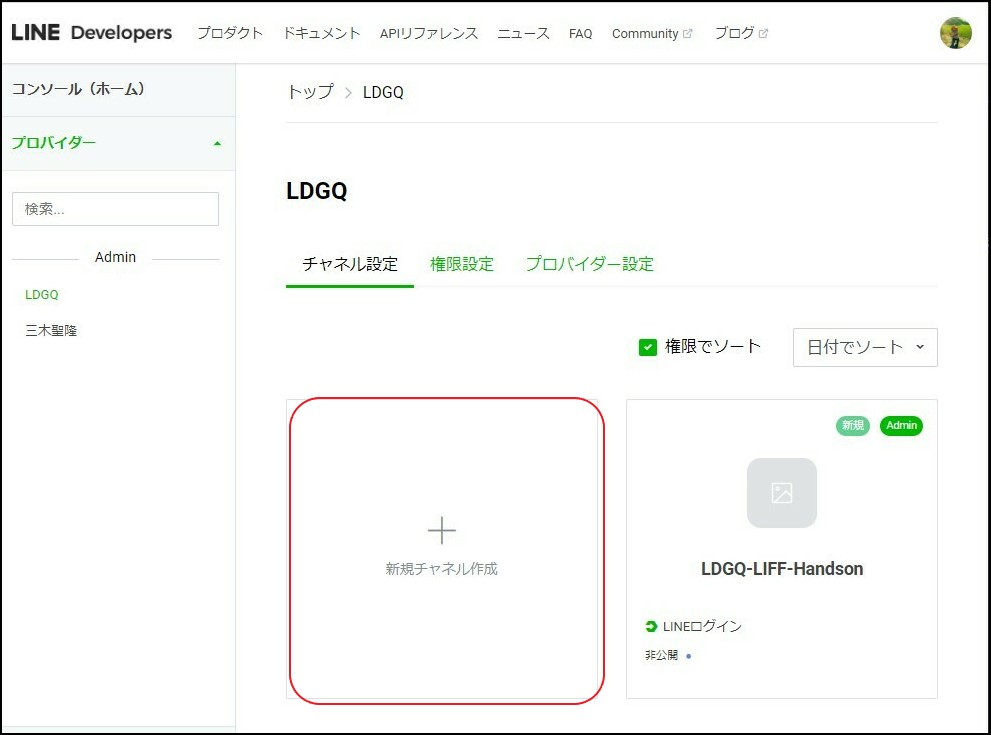 LINE Developers プロダクト ドキュメント APIリファレンス ニュース FAQ Community ブログ
コンソール（ホーム）
プロバイダー
検索...
Admin
LDGQ
三木聖隆
トップ > LDGQ
LDGQ
チャネル設定 権限設定 プロバイダー設定
権限でソート 日付でソート
新規チャネル作成
新規 Admin
LDGQ-LIFF-Handson
LINEログイン
非公開